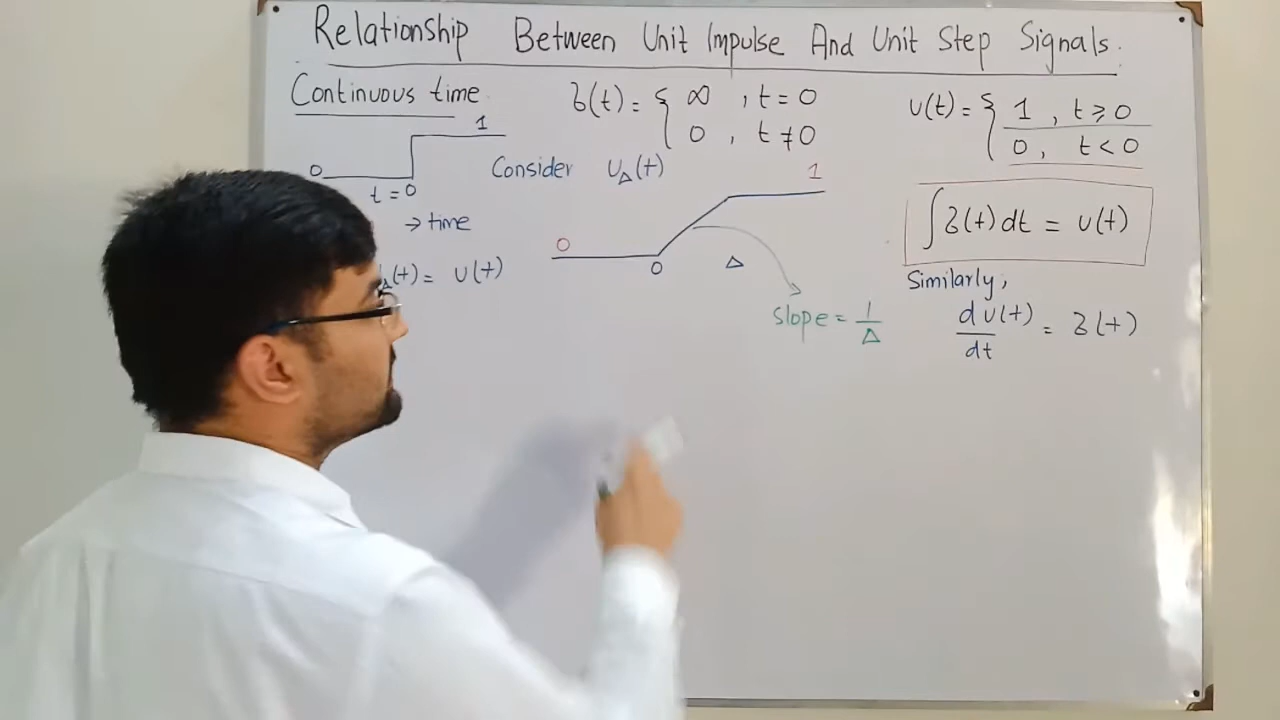 Relationship Between Unit Impulse And Unit Step Signals.
Continuous time
δ(t) = { ∞ , t = 0
0 , t ≠ 0
u(t) = { 1 , t ≥ 0
0 , t < 0
0
1
t = 0
→ time
Δ(t) = u(t)
Consider u_Δ(t)
0
1
0
Δ
slope = 1/Δ
∫ δ(t) dt = u(t)
Similarly,
d u(t)/dt = δ(t)